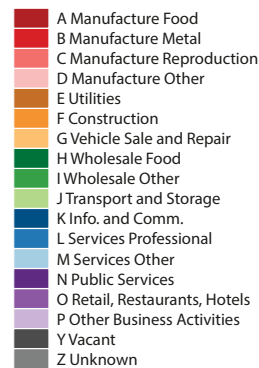 A Manufacture Food
B Manufacture Metal
C Manufacture Reproduction
D Manufacture Other
E Utilities
F Construction
G Vehicle Sale and Repair
H Wholesale Food
I Wholesale Other
J Transport and Storage
K Info. and Comm.
L Services Professional
M Services Other
N Public Services
O Retail, Restaurants, Hotels
P Other Business Activities
Y Vacant
Z Unknown